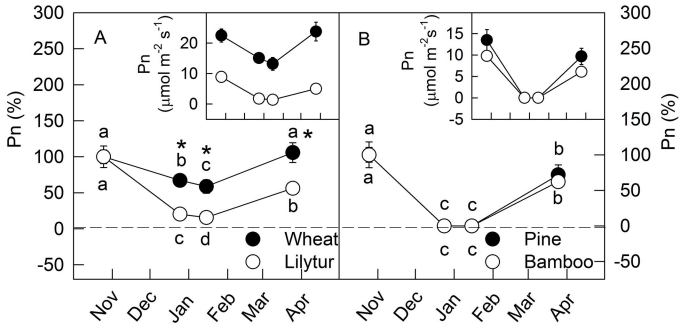 300
250
200
150
100
50
0
-50
Pn (%)
A
Pn
(μmol m-2 s-1)
20
10
0
a
a
*
b
c
*
c
d
a
*
b
Wheat
Lilytur
Nov
Dec
Jan
Feb
Mar
Apr
B
Pn
(μmol m-2 s-1)
15
10
5
0
-5
a
a
c
c
c
c
b
b
Pine
Bamboo
Nov
Dec
Jan
Feb
Mar
Apr
300
250
200
150
100
50
0
-50
Pn (%)